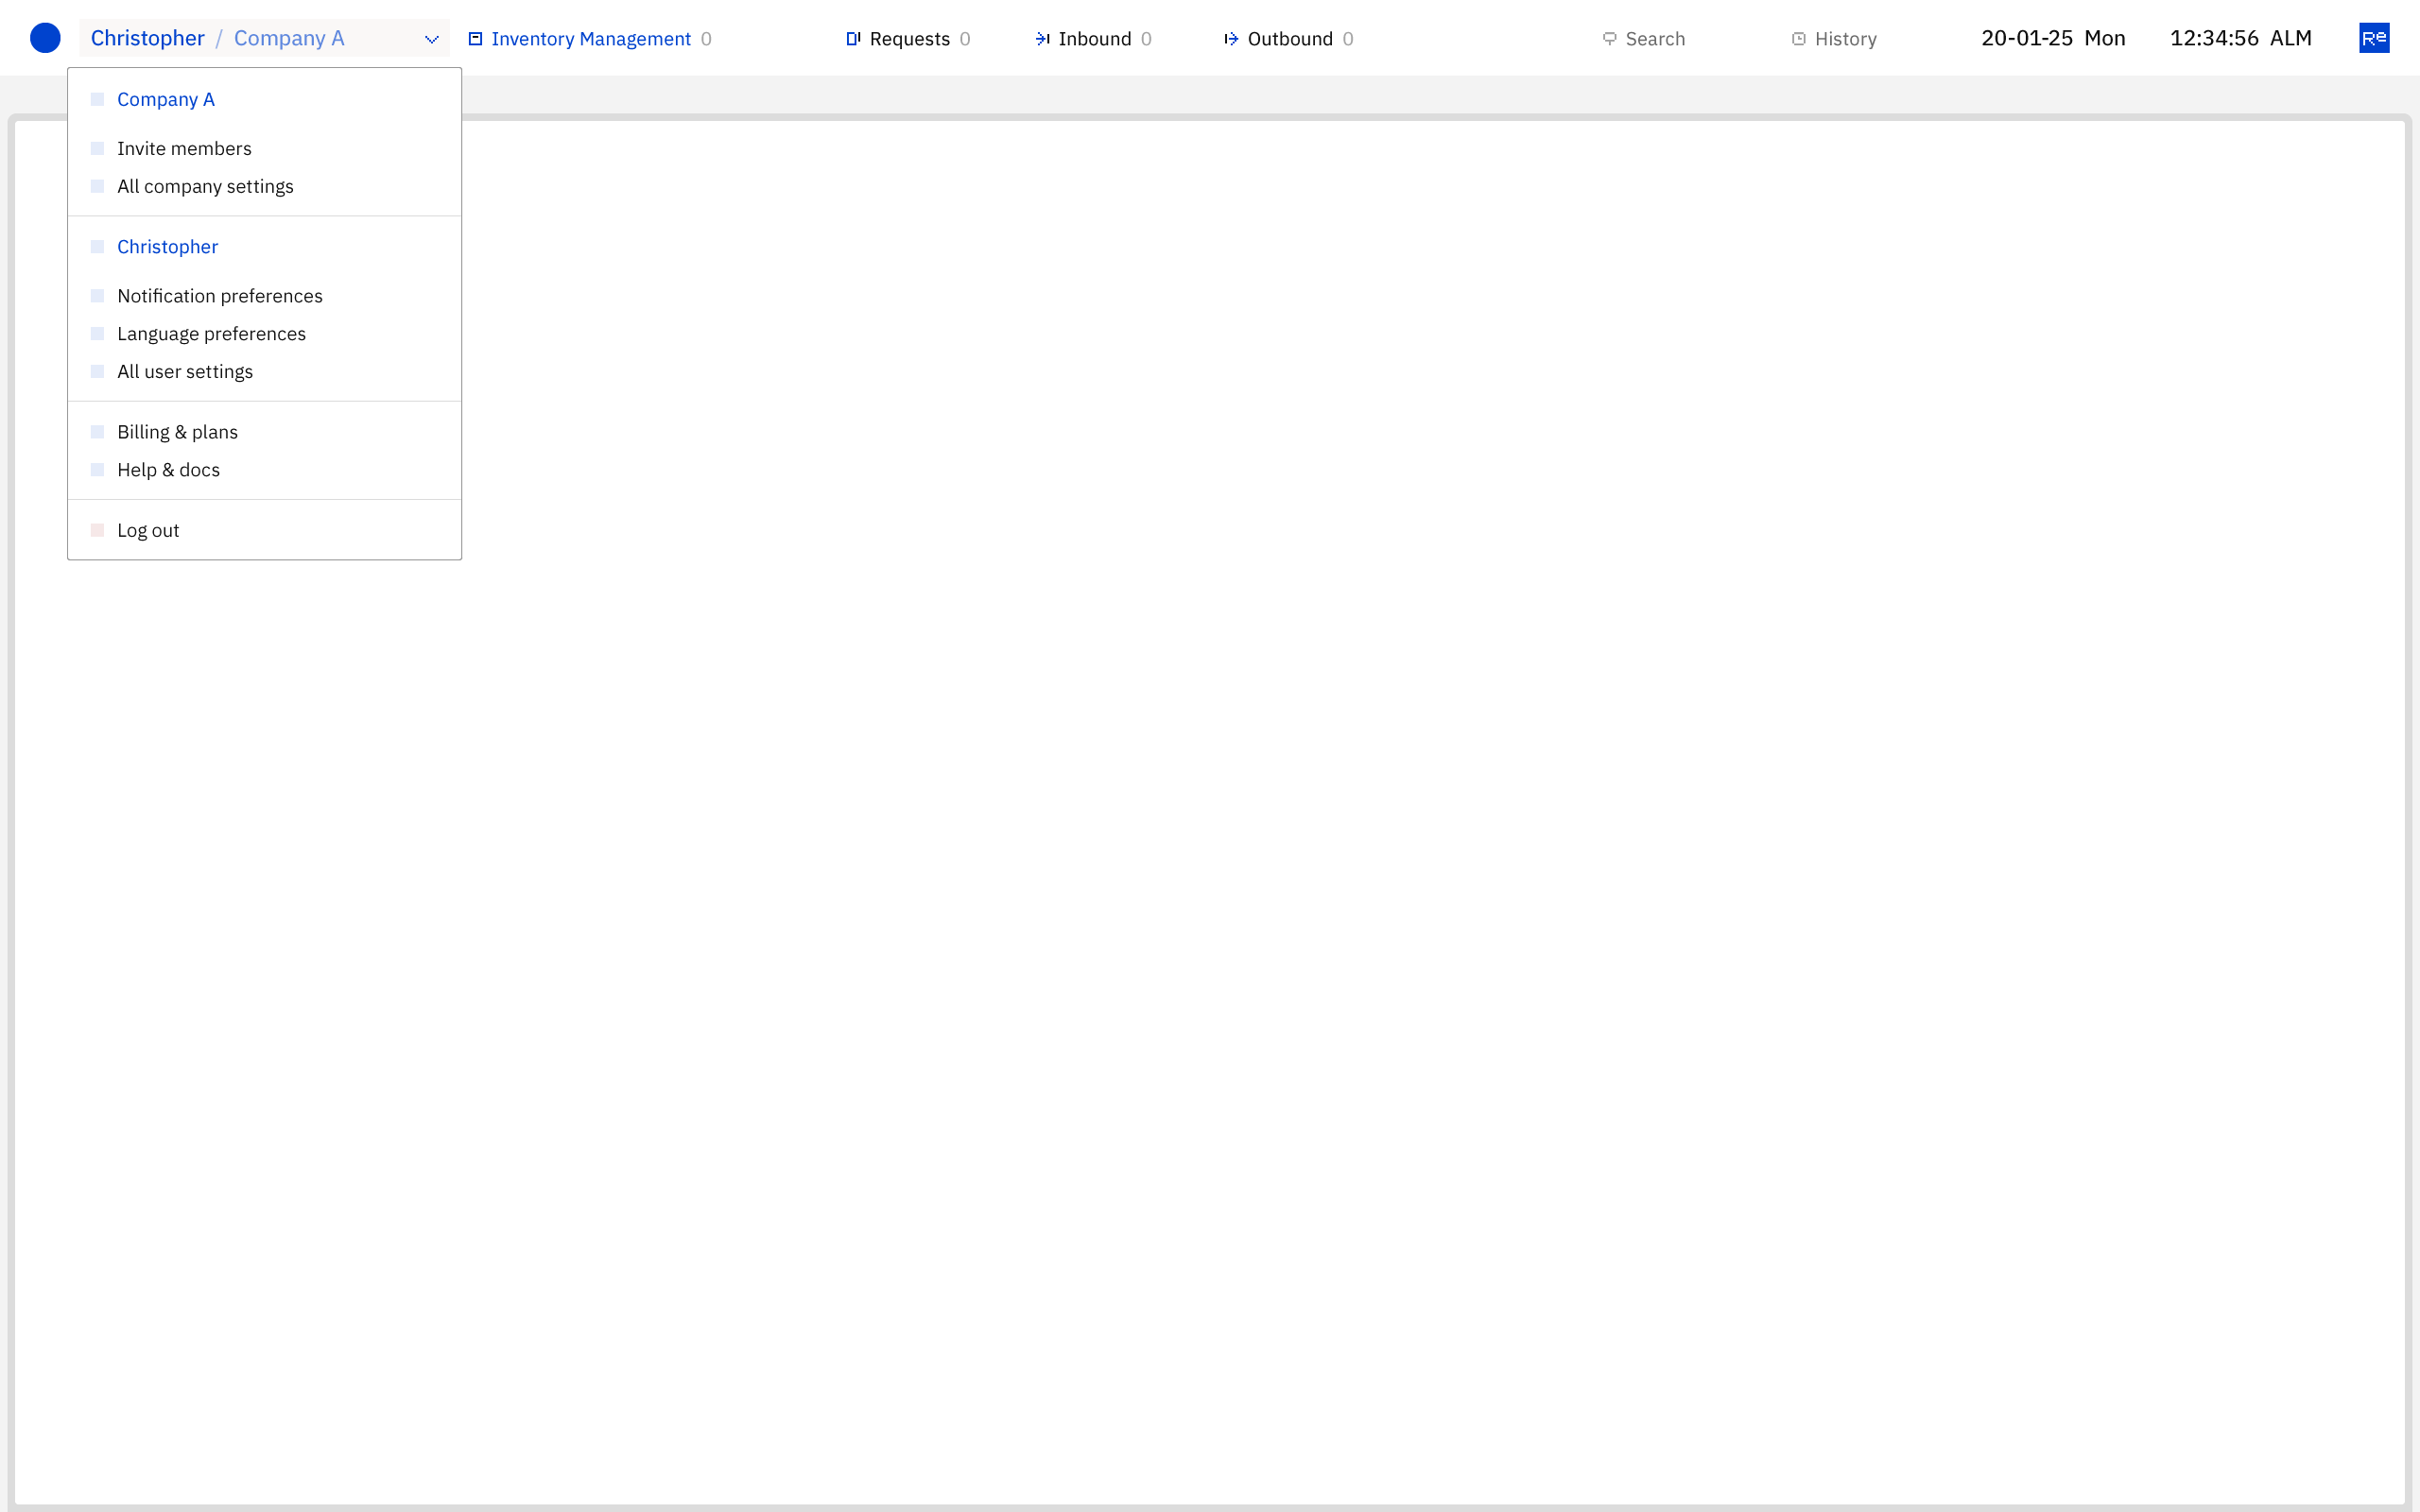 Christopher / Company A Inventory Management 0 Requests 0 Inbound 0 Outbound 0 Search History 20-01-25 Mon 12:34:56 ALM Re
Company A
Invite members
All company settings
Christopher
Notification preferences
Language preferences
All user settings
Billing & plans
Help & docs
Log out